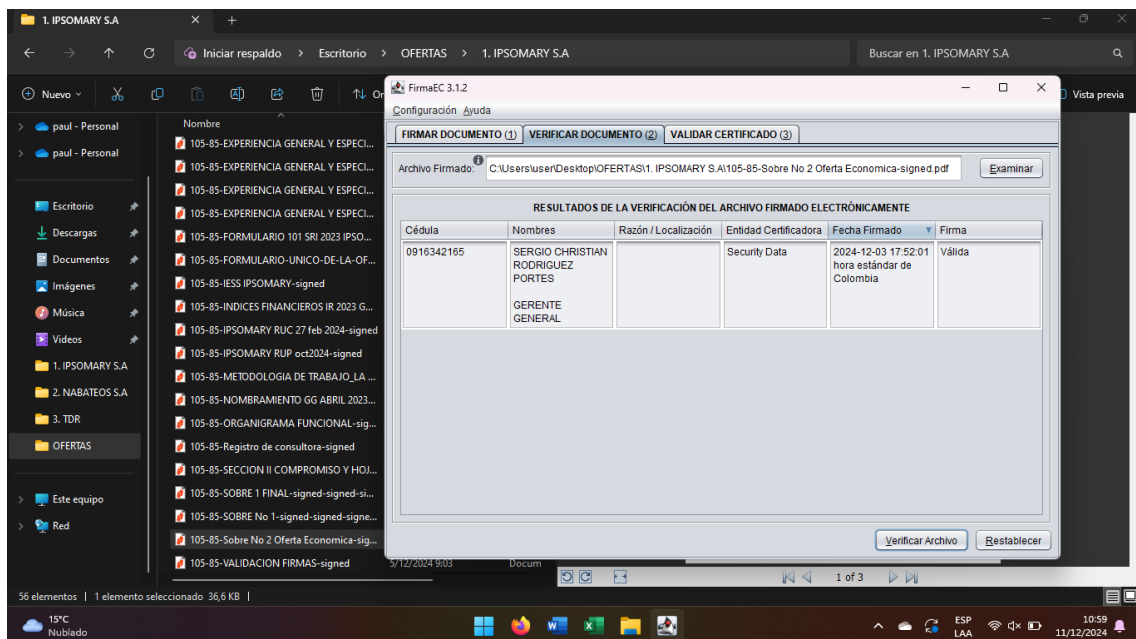 1. IPSOMARY S.A
Iniciar respaldo > Escritorio > OFERTAS > 1. IPSOMARY S.A
Buscar en 1. IPSOMARY S.A
Nuevo
Or
Vista previa
paul - Personal
paul - Personal
Escritorio
Descargas
Documentos
Imágenes
Música
Videos
1. IPSOMARY S.A
2. NABATEOS S.A
3. TDR
OFERTAS
Este equipo
Red
Nombre
105-85-EXPERIENCIA GENERAL Y ESPECI...
105-85-EXPERIENCIA GENERAL Y ESPECI...
105-85-EXPERIENCIA GENERAL Y ESPECI...
105-85-EXPERIENCIA GENERAL Y ESPECI...
105-85-FORMULARIO 101 SRI 2023 IPSO...
105-85-FORMULARIO-UNICO-DE-LA-OF...
105-85-IESS IPSOMARY-signed
105-85-INDICES FINANCIEROS IR 2023 G...
105-85-IPSOMARY RUC 27 feb 2024-signed
105-85-IPSOMARY RUP oct2024-signed
105-85-METODOLOGIA DE TRABAJO_LA ...
105-85-NOMBRAMIENTO GG ABRIL 2023...
105-85-ORGANIGRAMA FUNCIONAL-sig...
105-85-Registro de consultora-signed
105-85-SECCION II COMPROMISO Y HOJ...
105-85-SOBRE 1 FINAL-signed-signed-si...
105-85-SOBRE No 1-signed-signed-signe...
105-85-Sobre No 2 Oferta Economica-sig...
105-85-VALIDACION FIRMAS-signed
5/12/2024 9:03
Docum
FirmaEC 3.1.2
Configuración Ayuda
FIRMAR DOCUMENTO (1) VERIFICAR DOCUMENTO (2) VALIDAR CERTIFICADO (3)
Archivo Firmado: C:\Users\user\Desktop\OFERTAS\1. IPSOMARY S.A\105-85-Sobre No 2 Oferta Economica-signed.pdf Examinar
RESULTADOS DE LA VERIFICACIÓN DEL ARCHIVO FIRMADO ELECTRÓNICAMENTE
Cédula Nombres Razón / Localización Entidad Certificadora Fecha Firmado Firma
0916342165 SERGIO CHRISTIAN Security Data 2024-12-03 17:52:01 Válida
RODRIGUEZ hora estándar de
PORTES Colombia
GERENTE
GENERAL
Verificar Archivo Restablecer
1 of 3
56 elementos | 1 elemento seleccionado 36,6 KB |
15°C
Nublado
ESP
LAA
10:59
11/12/2024